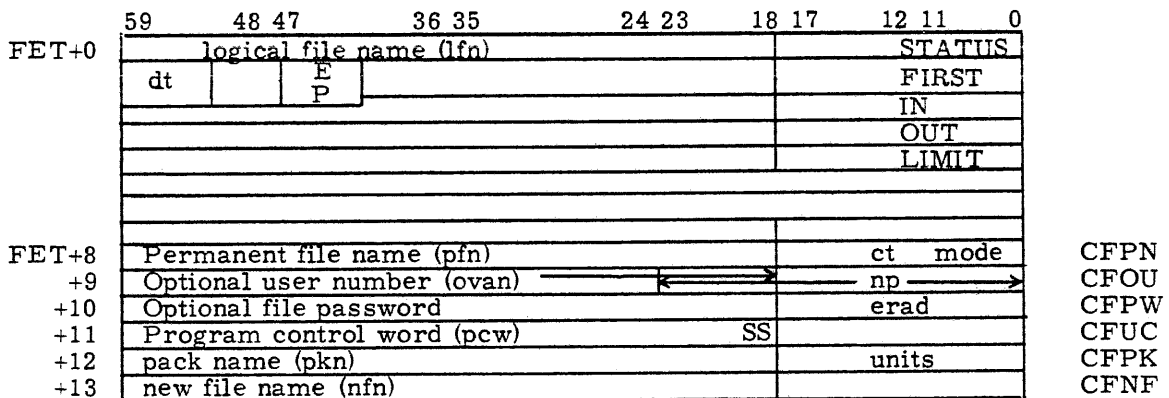 59 48 47 36 35 24 23 18 17 12 11 0
FET+0 logical file name (lfn) STATUS
dt E P FIRST
IN
OUT
LIMIT
FET+8 Permanent file name (pfn) ct mode CFPN
+9 Optional user number (ovan) np CFOU
+10 Optional file password erad CFPW
+11 Program control word (pcw) SS CFUC
+12 pack name (pkn) units CFPK
+13 new file name (nfn) CFNF